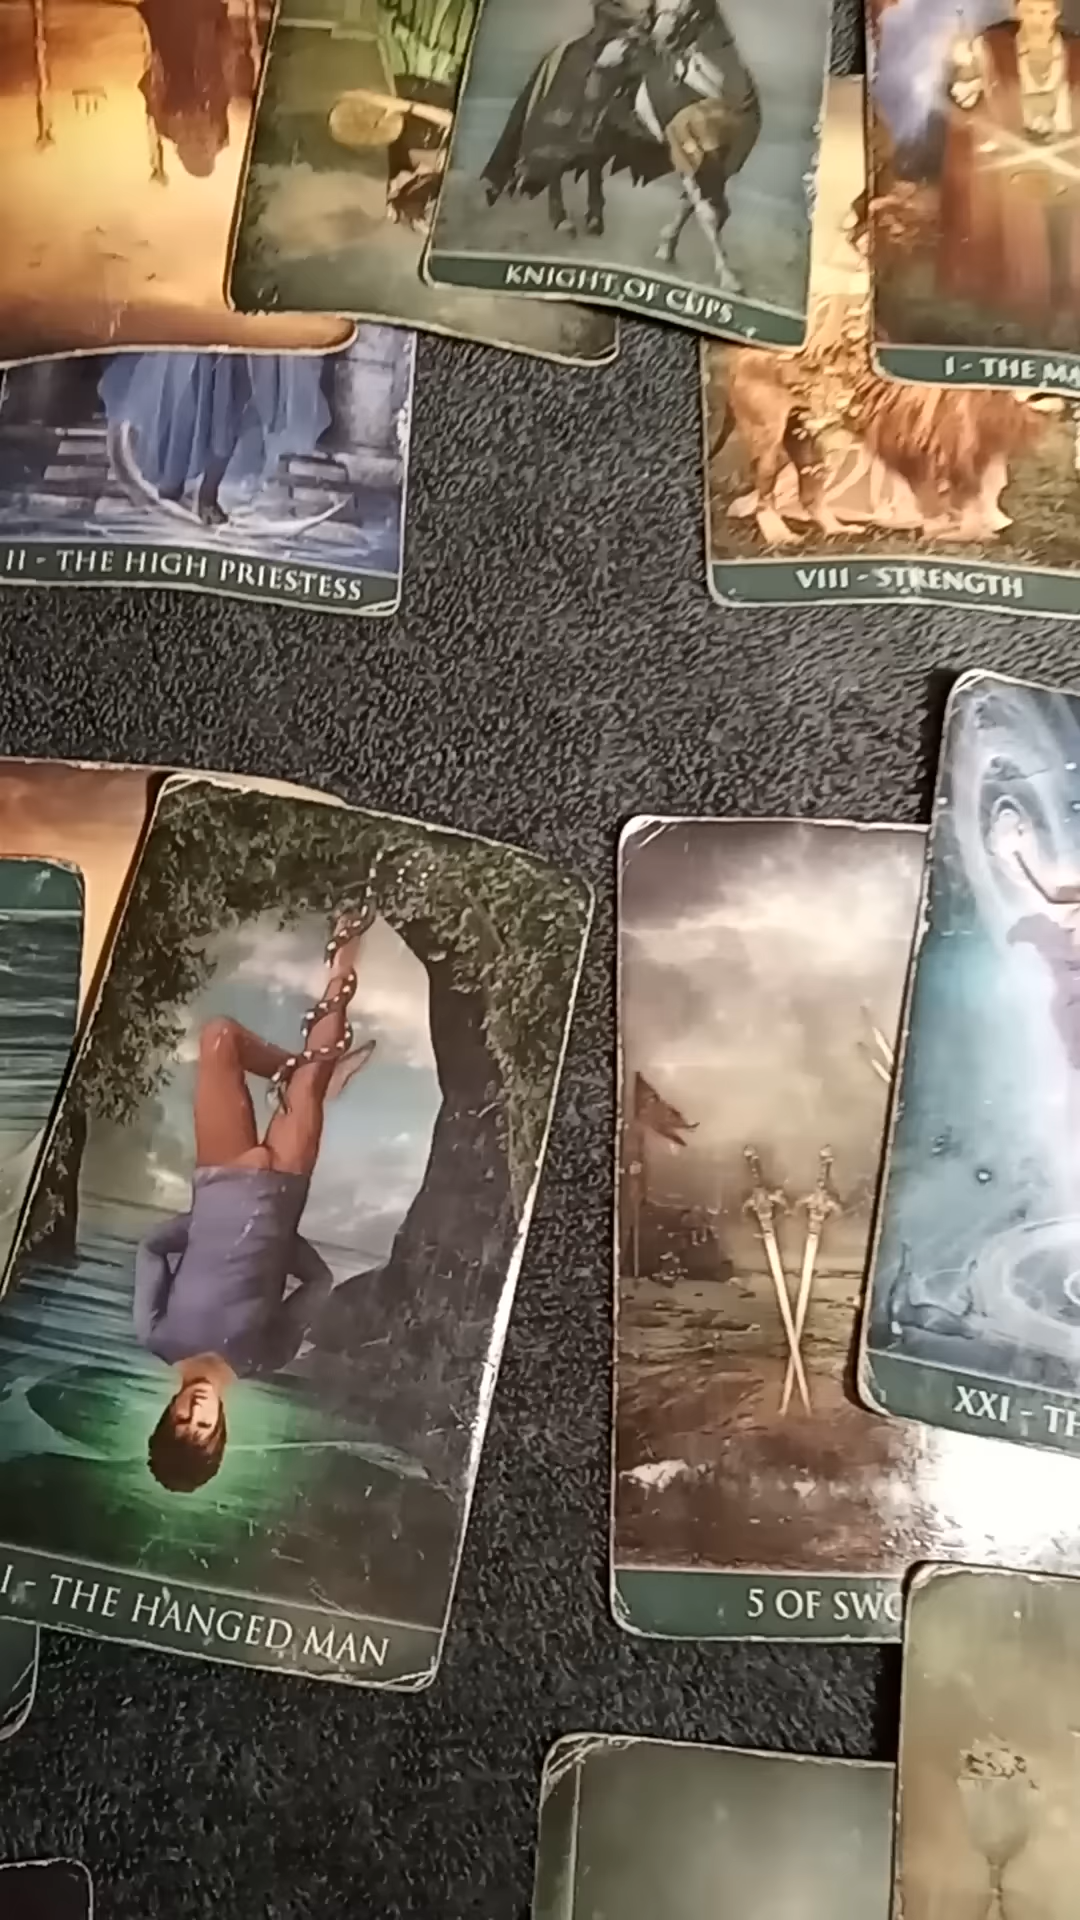 KNIGHT OF CUPS
I - THE MA
II - THE HIGH PRIESTESS
VIII - STRENGTH
XXI - TH
I - THE HANGED MAN
5 OF SWO